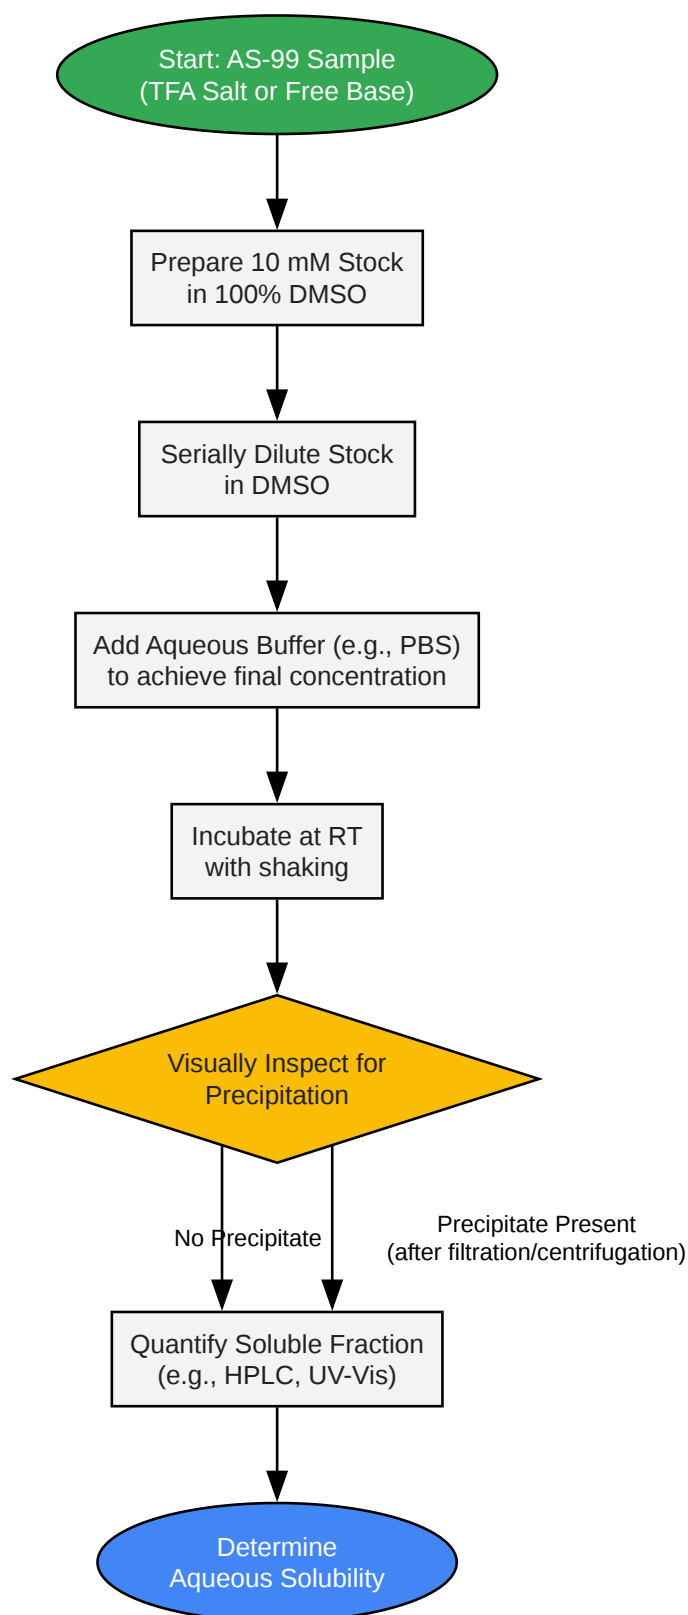 Start: AS-99 Sample
(TFA Salt or Free Base)
Prepare 10 mM Stock
in 100% DMSO
Serially Dilute Stock
in DMSO
Add Aqueous Buffer (e.g., PBS)
to achieve final concentration
Incubate at RT
with shaking
Visually Inspect for
Precipitation
No Precipitate
Precipitate Present
(after filtration/centrifugation)
Quantify Soluble Fraction
(e.g., HPLC, UV-Vis)
Determine
Aqueous Solubility